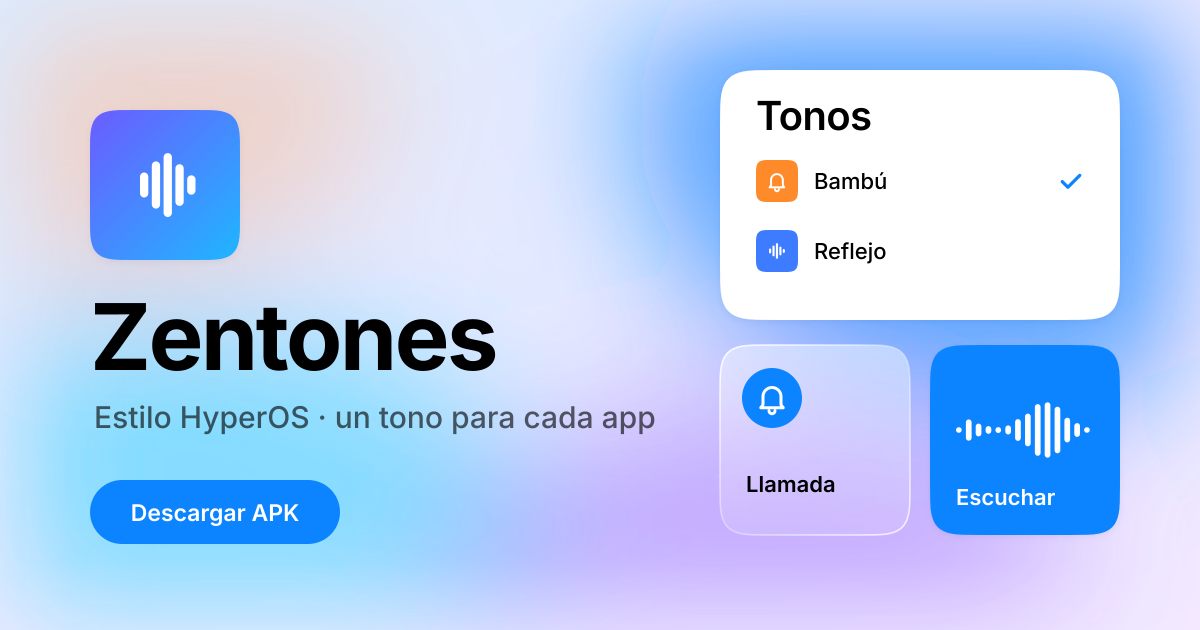 Zentones
Estilo HyperOS · un tono para cada app
Descargar APK
Tonos
Bambú
Reflejo
Llamada
Escuchar